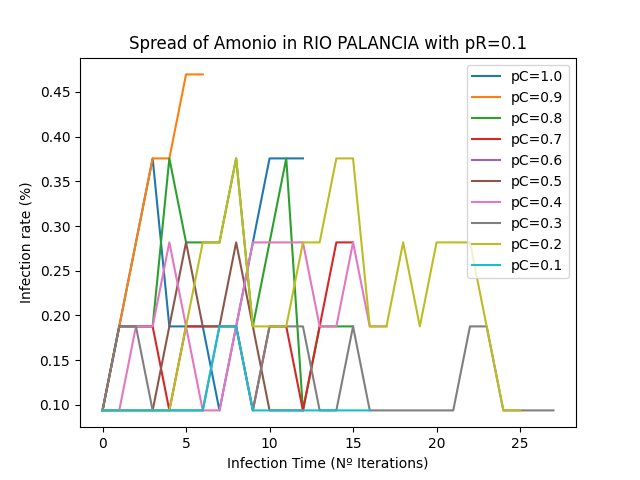 Spread of Amonio in RIO PALANCIA with pR=0.1
Infection rate (%)
0.45
0.40
0.35
0.30
0.25
0.20
0.15
0.10
pC=1.0
pC=0.9
pC=0.8
pC=0.7
pC=0.6
pC=0.5
pC=0.4
pC=0.3
pC=0.2
pC=0.1
0 5 10 15 20 25
Infection Time (Nº Iterations)